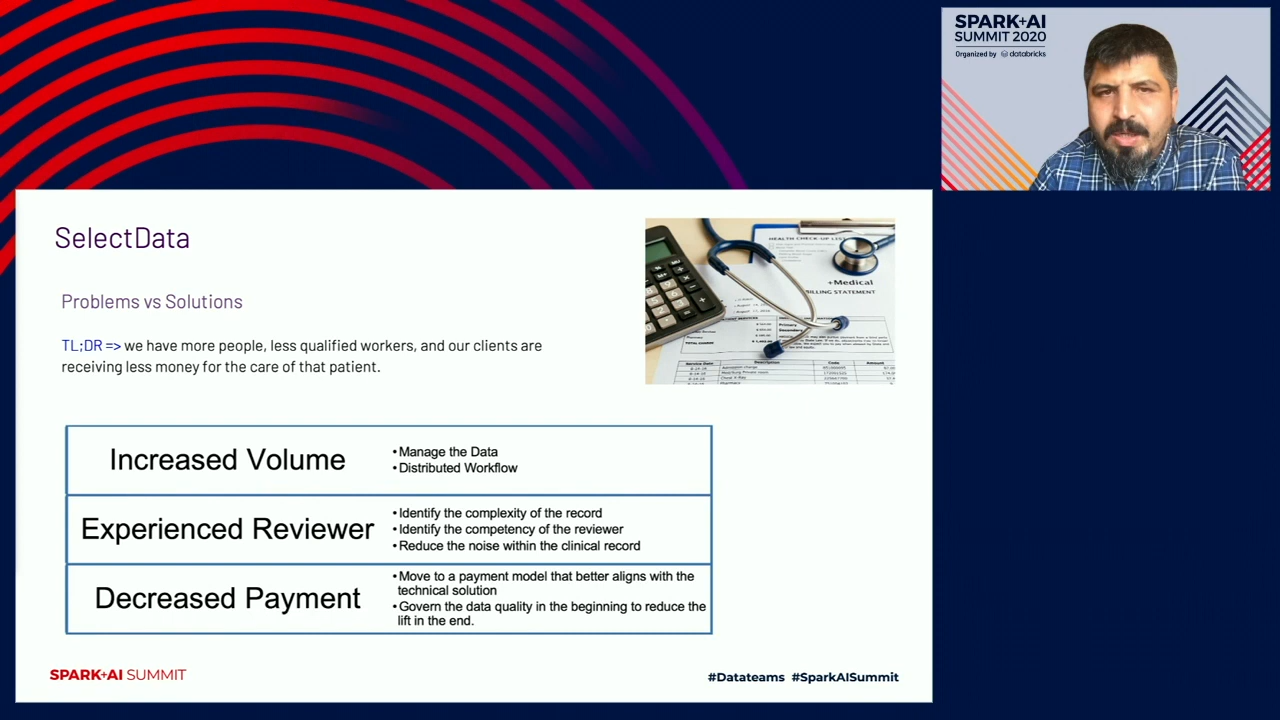 SPARK+AI
SUMMIT 2020
Organized by databricks
SelectData
HEALTH CHECK-UP LIST
+Medical
BILLING STATEMENT
Problems vs Solutions
TL;DR => we have more people, less qualified workers, and our clients are
receiving less money for the care of that patient.
Description
Code
Amount
Increased Volume
•Manage the Data
•Distributed Workflow
Experienced Reviewer
•Identify the complexity of the record
•Identify the competency of the reviewer
•Reduce the noise within the clinical record
Decreased Payment
•Move to a payment model that better aligns with the
technical solution
•Govern the data quality in the beginning to reduce the
lift in the end.
SPARK+AI SUMMIT
#Datateams #SparkAISummit